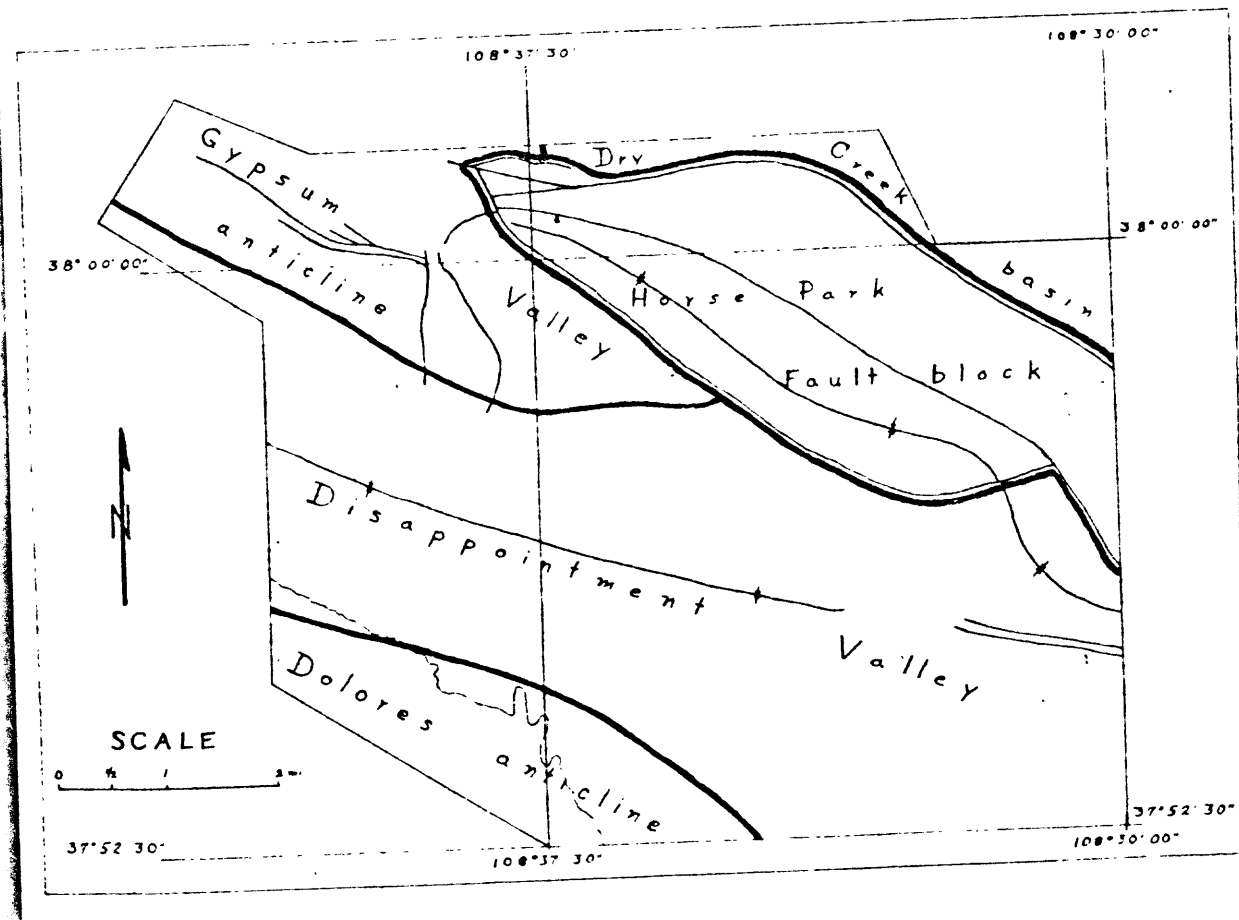 108° 37' 30"
108° 30' 00"
Gypsum
Dry
Creek
38° 00' 00"
anticline
38° 00' 00"
basin
Valley
Horse Park
Fault block
N
Disappointment
Valley
Dolores
SCALE
anticline
0 ½ 1 2 mi
37° 52' 30"
37° 52' 30"
108° 37' 30"
108° 30' 00"